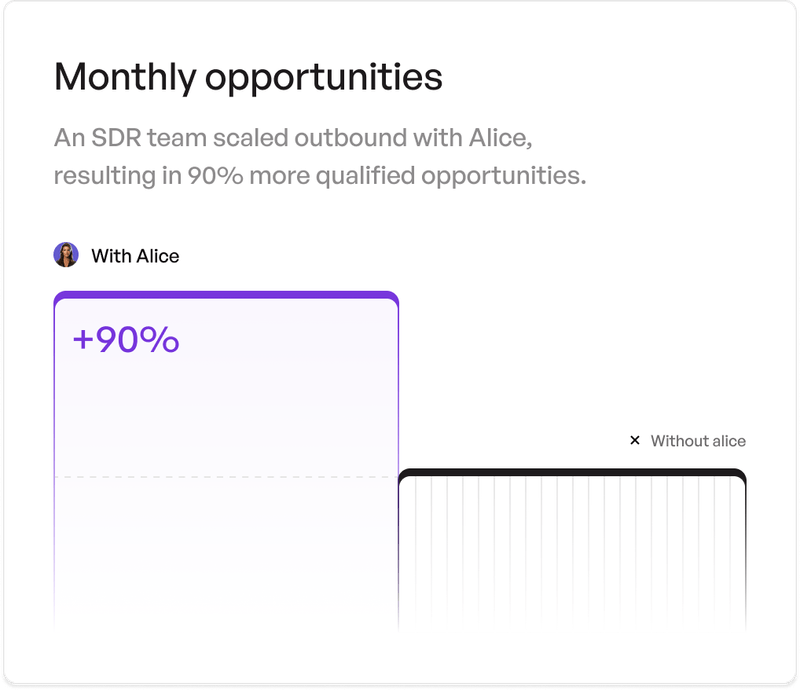 Monthly opportunities
An SDR team scaled outbound with Alice,
resulting in 90% more qualified opportunities.
With Alice
+90%
Without alice